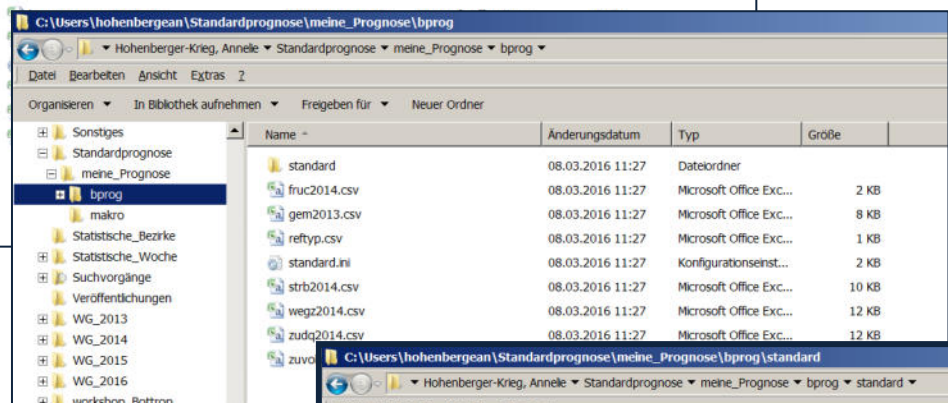 C:\Users\hohenbergean\Standardprognose\meine_Prognose\bprog
Hohenberger-Krieg, Annelie ▾ Standardprognose ▾ meine_Prognose ▾ bprog ▾
Datei Bearbeiten Ansicht Extras ?
Organisieren ▾ In Bibliothek aufnehmen ▾ Freigeben für ▾ Neuer Ordner
Sonstiges
Standardprognose
meine_Prognose
bprog
makro
Statistische_Bezirke
Statistische_Woche
Suchvorgänge
Veröffentlichungen
WG_2013
WG_2014
WG_2015
WG_2016
workshop_Bottrop
Name Änderungsdatum Typ Größe
standard 08.03.2016 11:27 Dateiordner
fruc2014.csv 08.03.2016 11:27 Microsoft Office Exc... 2 KB
gem2013.csv 08.03.2016 11:27 Microsoft Office Exc... 8 KB
reftyp.csv 08.03.2016 11:27 Microsoft Office Exc... 1 KB
standard.ini 08.03.2016 11:27 Konfigurationseinst... 2 KB
strb2014.csv 08.03.2016 11:27 Microsoft Office Exc... 10 KB
wegz2014.csv 08.03.2016 11:27 Microsoft Office Exc... 12 KB
zudq2014.csv 08.03.2016 11:27 Microsoft Office Exc... 12 KB
zuvo
C:\Users\hohenbergean\Standardprognose\meine_Prognose\bprog\standard
Hohenberger-Krieg, Annelie ▾ Standardprognose ▾ meine_Prognose ▾ bprog ▾ standard ▾